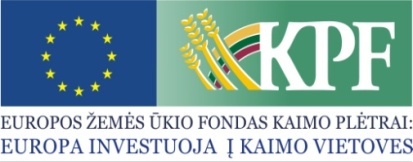 KPF
EUROPOS ŽEMĖS ŪKIO FONDAS KAIMO PLĖTRAI:
EUROPA INVESTUOJA Į KAIMO VIETOVES